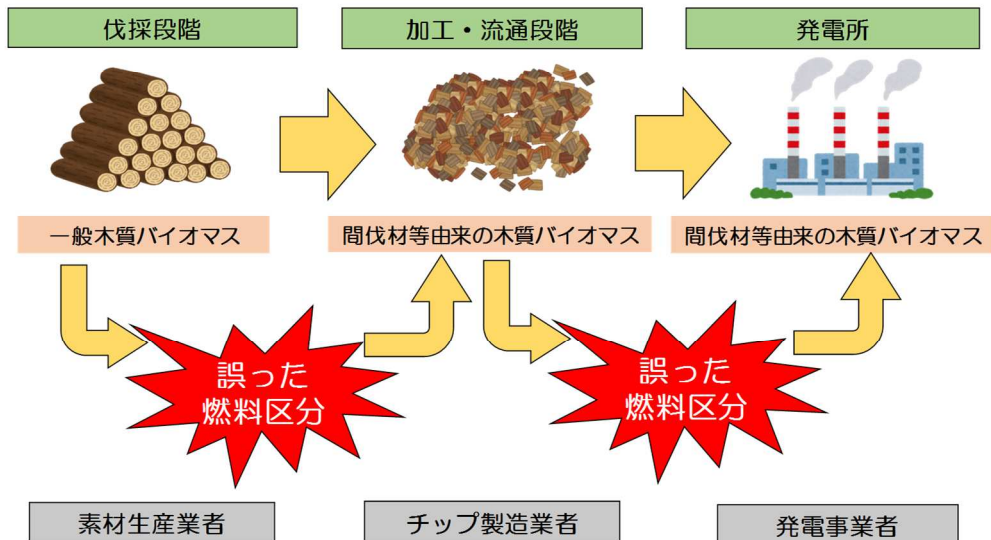 伐採段階
加工・流通段階
発電所
一般木質バイオマス
間伐材等由来の木質バイオマス
間伐材等由来の木質バイオマス
誤った
燃料区分
誤った
燃料区分
素材生産業者
チップ製造業者
発電事業者